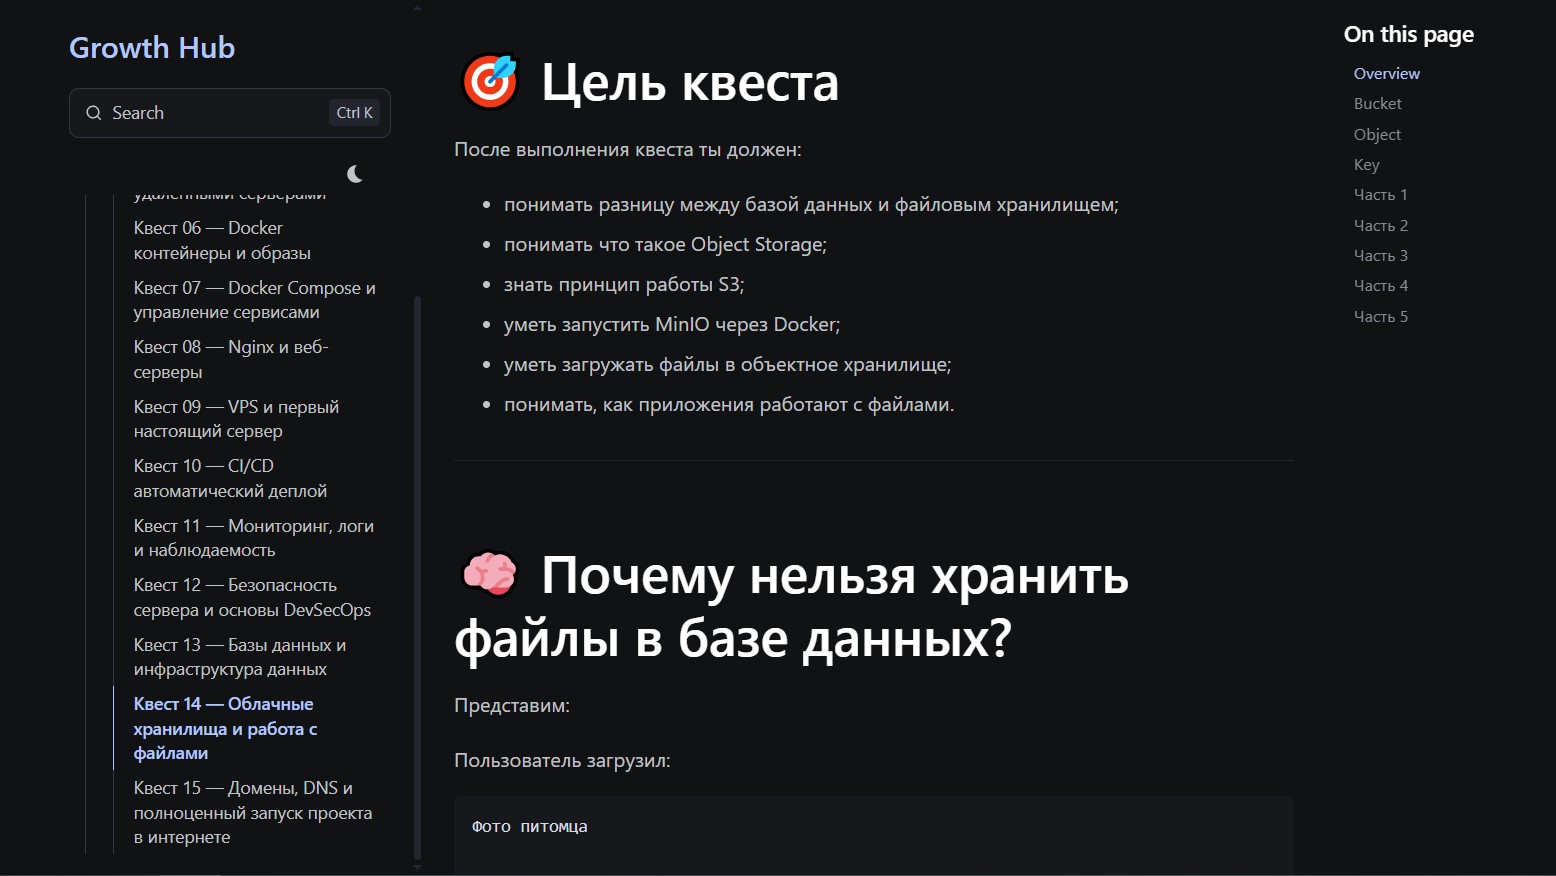 Growth Hub
Search
Ctrl K
удаленными серверами
Квест 06 — Docker
контейнеры и образы
Квест 07 — Docker Compose и
управление сервисами
Квест 08 — Nginx и веб-
серверы
Квест 09 — VPS и первый
настоящий сервер
Квест 10 — CI/CD
автоматический деплой
Квест 11 — Мониторинг, логи
и наблюдаемость
Квест 12 — Безопасность
сервера и основы DevSecOps
Квест 13 — Базы данных и
инфраструктура данных
Квест 14 — Облачные
хранилища и работа с
файлами
Квест 15 — Домены, DNS и
полноценный запуск проекта
в интернете
Цель квеста
После выполнения квеста ты должен:
понимать разницу между базой данных и файловым хранилищем;
понимать что такое Object Storage;
знать принцип работы S3;
уметь запустить MinIO через Docker;
уметь загружать файлы в объектное хранилище;
понимать, как приложения работают с файлами.
Почему нельзя хранить
файлы в базе данных?
Представим:
Пользователь загрузил:
Фото питомца
On this page
Overview
Bucket
Object
Key
Часть 1
Часть 2
Часть 3
Часть 4
Часть 5